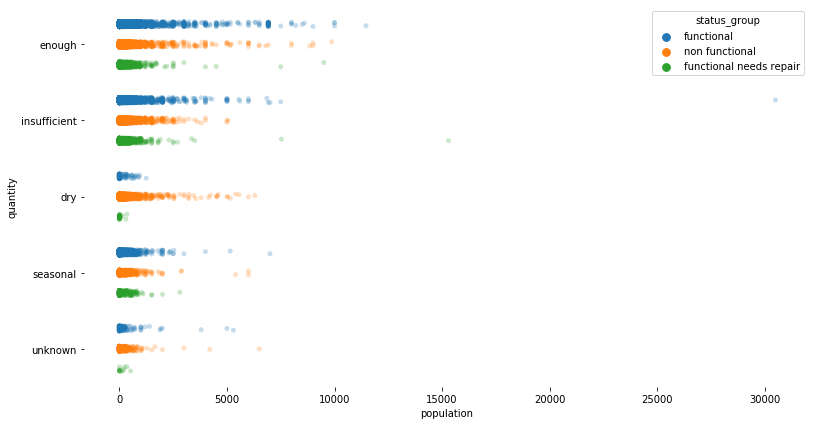 status_group
functional
non functional
functional needs repair
enough
insufficient
dry
seasonal
unknown
quantity
0 5000 10000 15000 20000 25000 30000
population